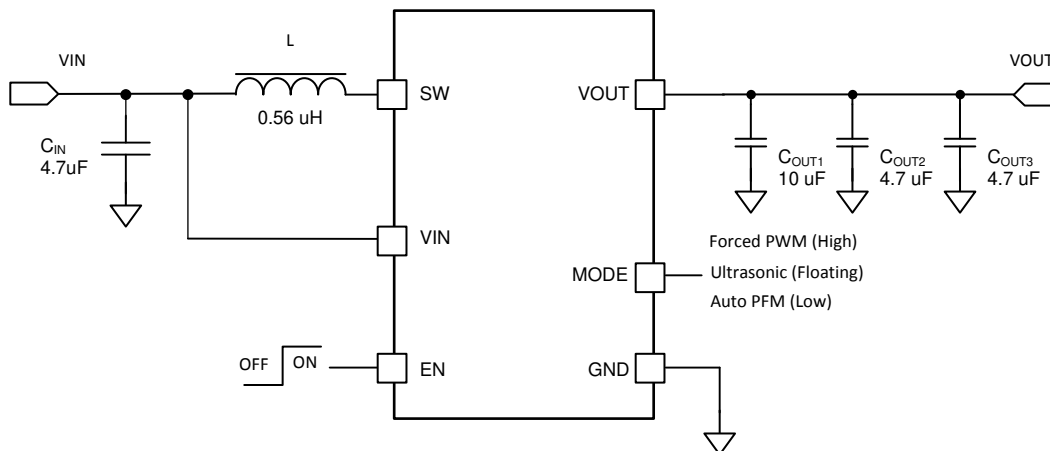 VIN
L
VOUT
SW
VOUT
0.56 uH
CIN
4.7uF
COUT1
10 uF
COUT2
4.7 uF
COUT3
4.7 uF
VIN
Forced PWM (High)
MODE
Ultrasonic (Floating)
Auto PFM (Low)
OFF
ON
EN
GND